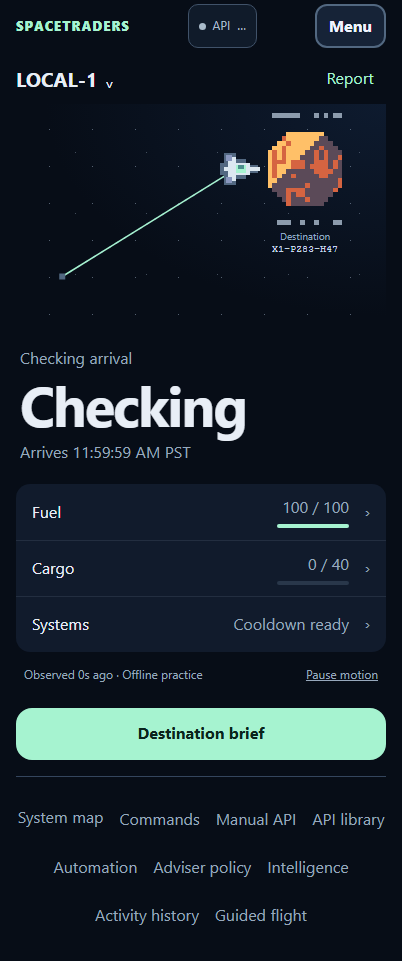 SPACETRADERS
API ...
Menu
LOCAL-1 v
Report
Destination
X1-PZ83-H47
Checking arrival
Checking
Arrives 11:59:59 AM PST
Fuel 100 / 100 ›
Cargo 0 / 40 ›
Systems Cooldown ready ›
Observed 0s ago · Offline practice
Pause motion
Destination brief
System map Commands Manual API API library
Automation Adviser policy Intelligence
Activity history Guided flight